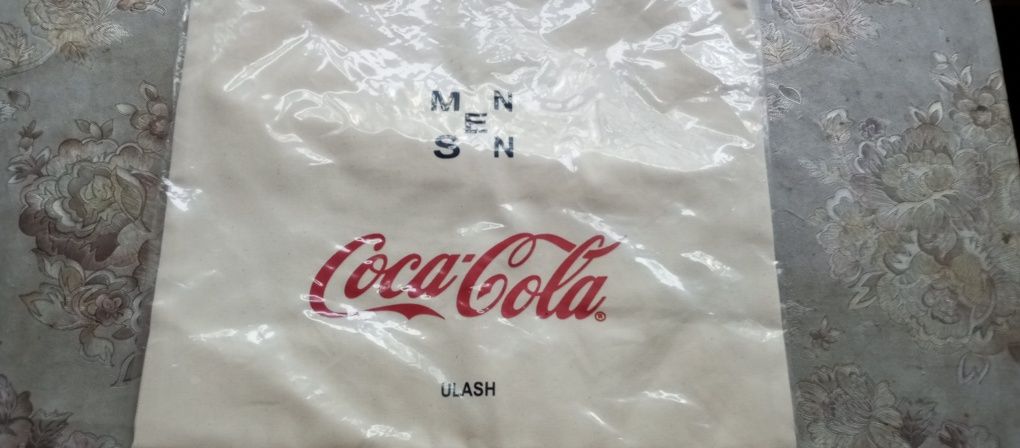 M N
E
S N
Coca-Cola®
ULASH